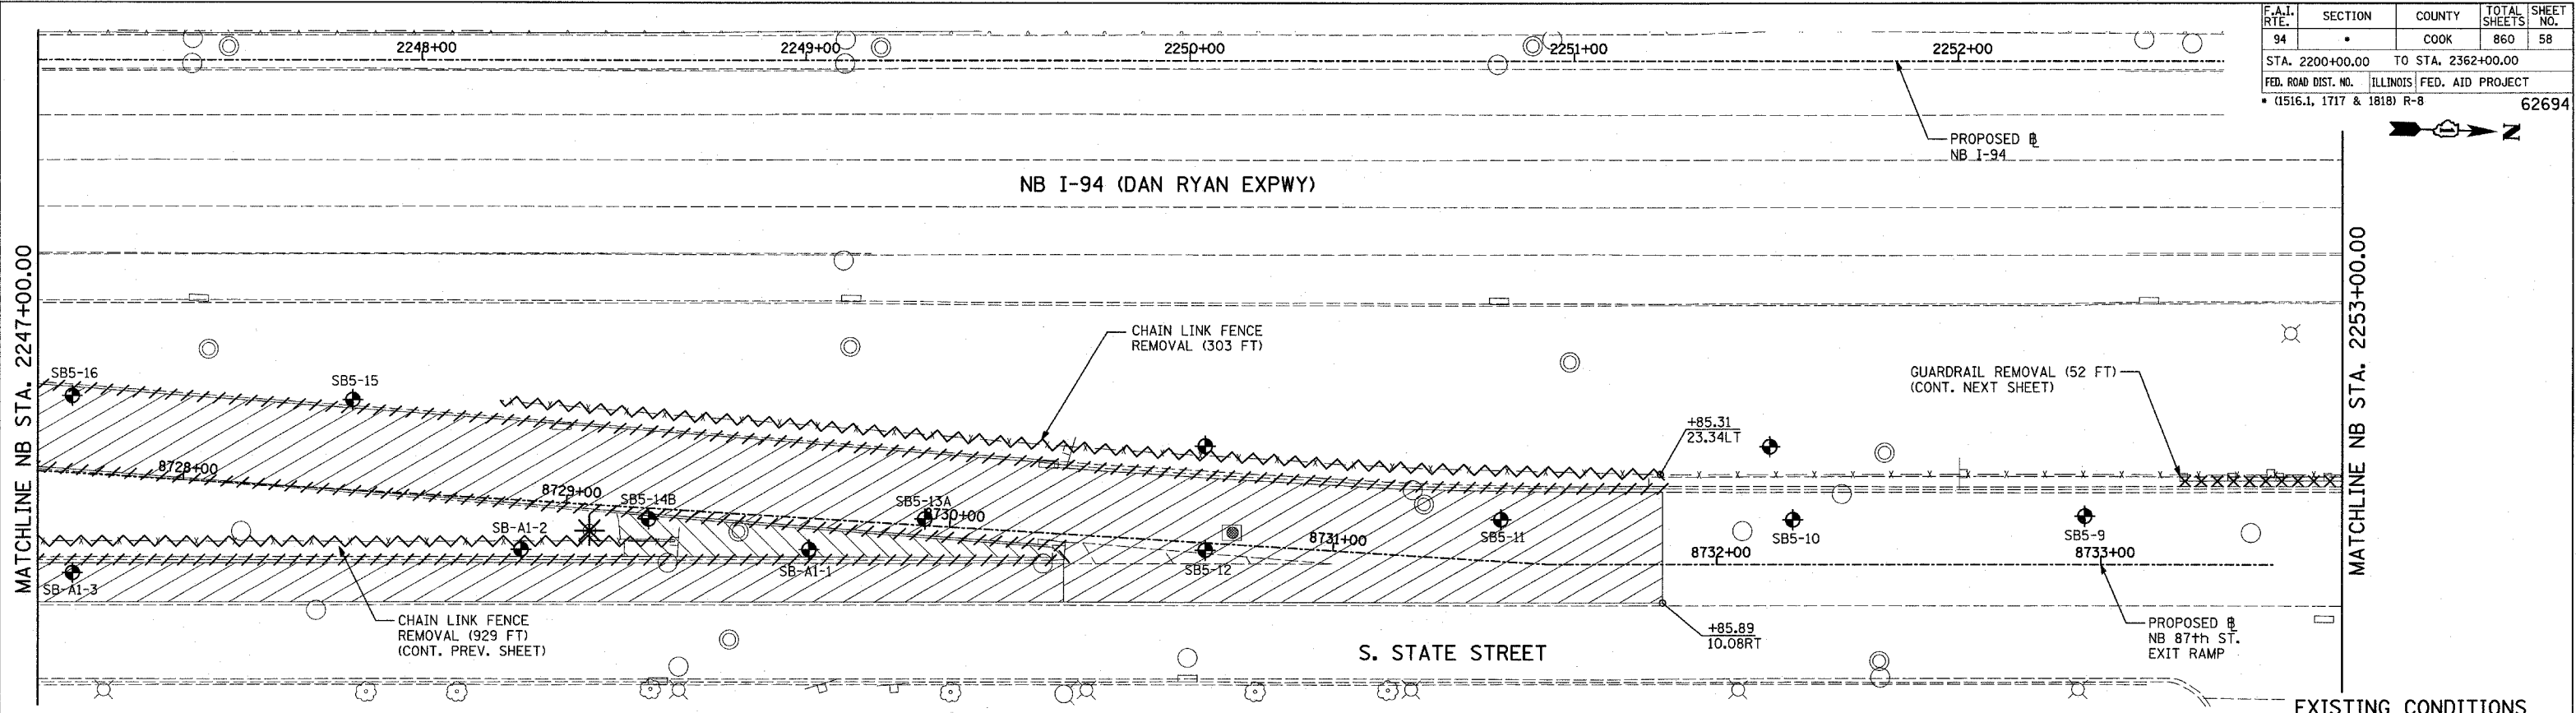 F.A.I. RTE. SECTION COUNTY TOTAL SHEETS SHEET NO.
94 • COOK 860 58
STA. 2200+00.00 TO STA. 2362+00.00
FED. ROAD DIST. NO. ILLINOIS FED. AID PROJECT
• (1516.1, 1717 & 1818) R-8 62694
N
2248+00 2249+00 2250+00 2251+00 2252+00
PROPOSED ℄
NB I-94
NB I-94 (DAN RYAN EXPWY)
MATCHLINE NB STA. 2247+00.00
MATCHLINE NB STA. 2253+00.00
CHAIN LINK FENCE
REMOVAL (303 FT)
SB5-16
SB5-15
GUARDRAIL REMOVAL (52 FT)
(CONT. NEXT SHEET)
+85.31
23.34LT
8728+00
8729+00
SB5-14B
SB5-13A
8730+00
SB-A1-2
8731+00
SB5-11
SB5-10
SB5-9
8732+00
8733+00
SB-A1-3
SB-A1-1
SB5-12
CHAIN LINK FENCE
REMOVAL (929 FT)
(CONT. PREV. SHEET)
+85.89
10.08RT
PROPOSED ℄
NB 87th ST.
EXIT RAMP
S. STATE STREET
EXISTING CONDITIONS